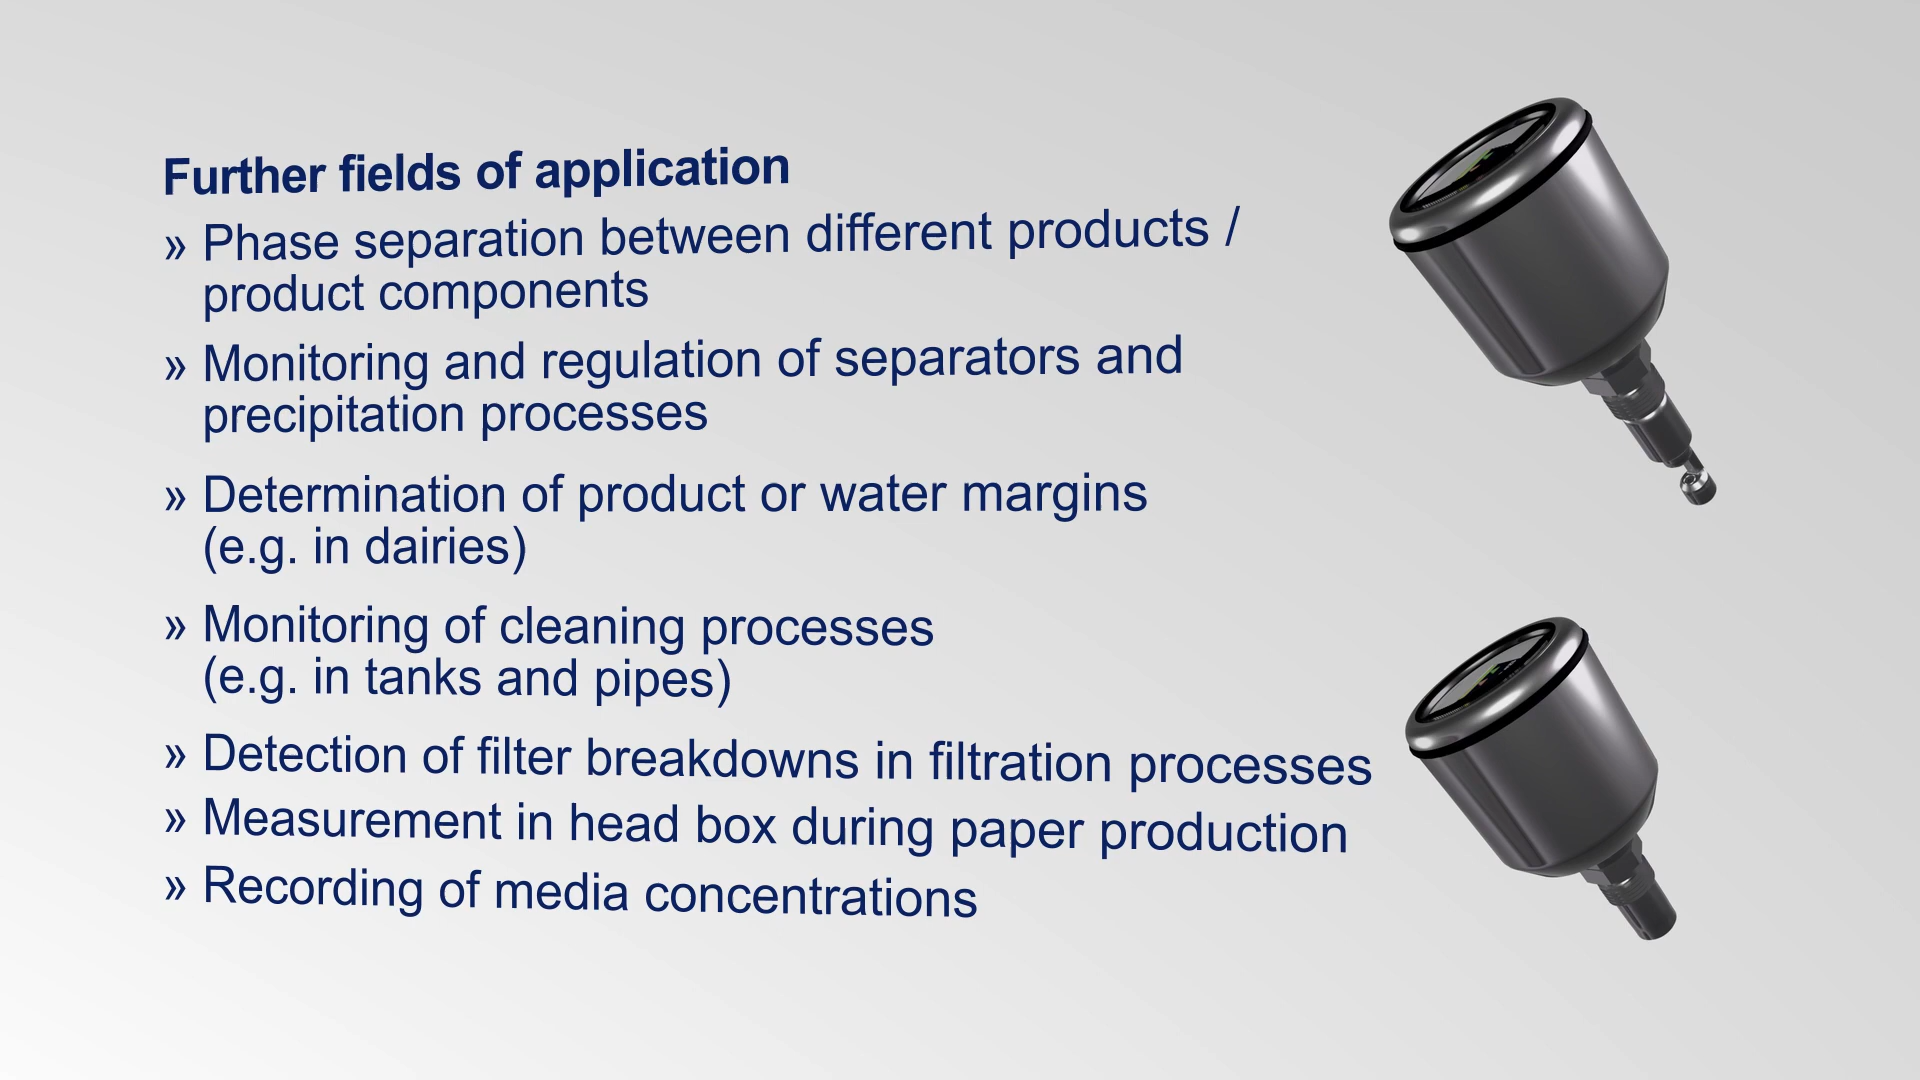 Further fields of application
» Phase separation between different products /
product components
» Monitoring and regulation of separators and
precipitation processes
» Determination of product or water margins
(e.g. in dairies)
» Monitoring of cleaning processes
(e.g. in tanks and pipes)
» Detection of filter breakdowns in filtration processes
» Measurement in head box during paper production
» Recording of media concentrations